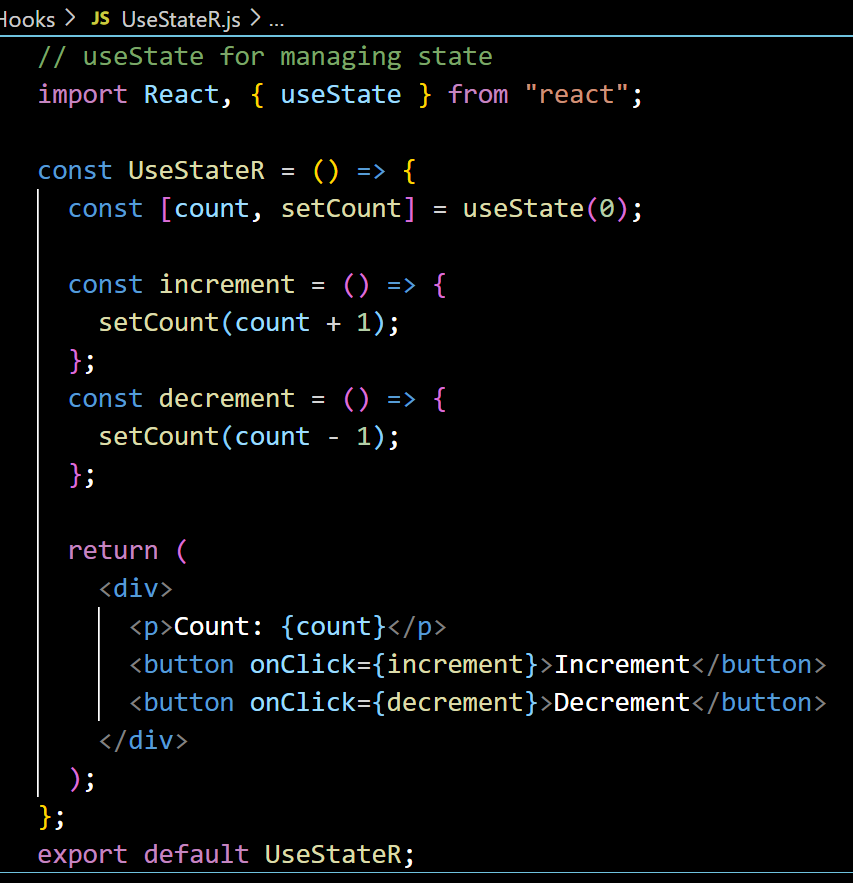 Hooks > JS UseStateR.js > ...
// useState for managing state
import React, { useState } from "react";
const UseStateR = () => {
const [count, setCount] = useState(0);
const increment = () => {
setCount(count + 1);
};
const decrement = () => {
setCount(count - 1);
};
return (
<div>
<p>Count: {count}</p>
<button onClick={increment}>Increment</button>
<button onClick={decrement}>Decrement</button>
</div>
);
};
export default UseStateR;